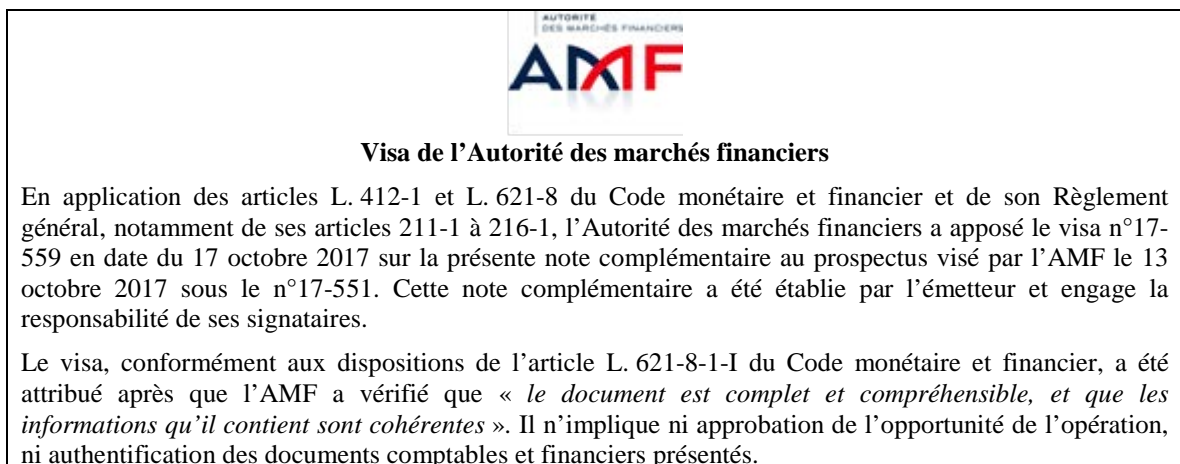 AUTORITÉ
DES MARCHÉS FINANCIERS
AMF
Visa de l’Autorité des marchés financiers
En application des articles L. 412-1 et L. 621-8 du Code monétaire et financier et de son Règlement
général, notamment de ses articles 211-1 à 216-1, l’Autorité des marchés financiers a apposé le visa n°17-
559 en date du 17 octobre 2017 sur la présente note complémentaire au prospectus visé par l’AMF le 13
octobre 2017 sous le n°17-551. Cette note complémentaire a été établie par l’émetteur et engage la
responsabilité de ses signataires.
Le visa, conformément aux dispositions de l’article L. 621-8-1-I du Code monétaire et financier, a été
attribué après que l’AMF a vérifié que « le document est complet et compréhensible, et que les
informations qu’il contient sont cohérentes ». Il n’implique ni approbation de l’opportunité de l’opération,
ni authentification des documents comptables et financiers présentés.